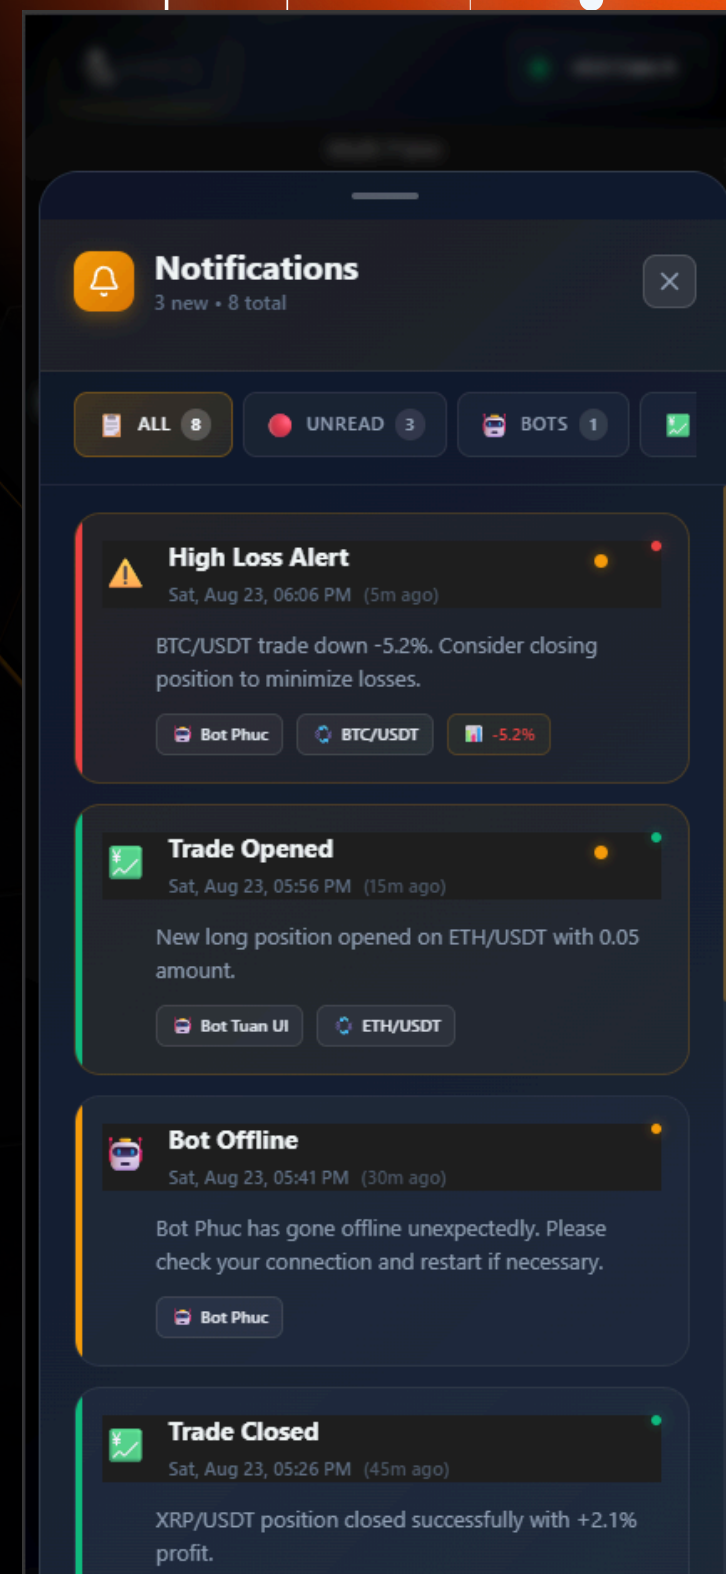 Notifications
3 new • 8 total
ALL 8
UNREAD 3
BOTS 1
High Loss Alert
Sat, Aug 23, 06:06 PM (5m ago)
BTC/USDT trade down -5.2%. Consider closing
position to minimize losses.
Bot Phuc
BTC/USDT
-5.2%
Trade Opened
Sat, Aug 23, 05:56 PM (15m ago)
New long position opened on ETH/USDT with 0.05
amount.
Bot Tuan UI
ETH/USDT
Bot Offline
Sat, Aug 23, 05:41 PM (30m ago)
Bot Phuc has gone offline unexpectedly. Please
check your connection and restart if necessary.
Bot Phuc
Trade Closed
Sat, Aug 23, 05:26 PM (45m ago)
XRP/USDT position closed successfully with +2.1%
profit.